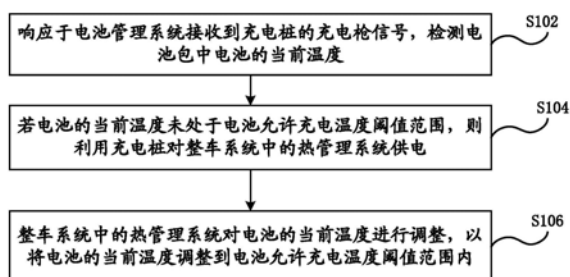 响应于电池管理系统接收到充电桩的充电枪信号，检测电
池包中电池的当前温度
S102
若电池的当前温度未处于电池允许充电温度阈值范围，则
利用充电桩对整车系统中的热管理系统供电
S104
整车系统中的热管理系统对电池的当前温度进行调整，以
将电池的当前温度调整到电池允许充电温度阈值范围内
S106